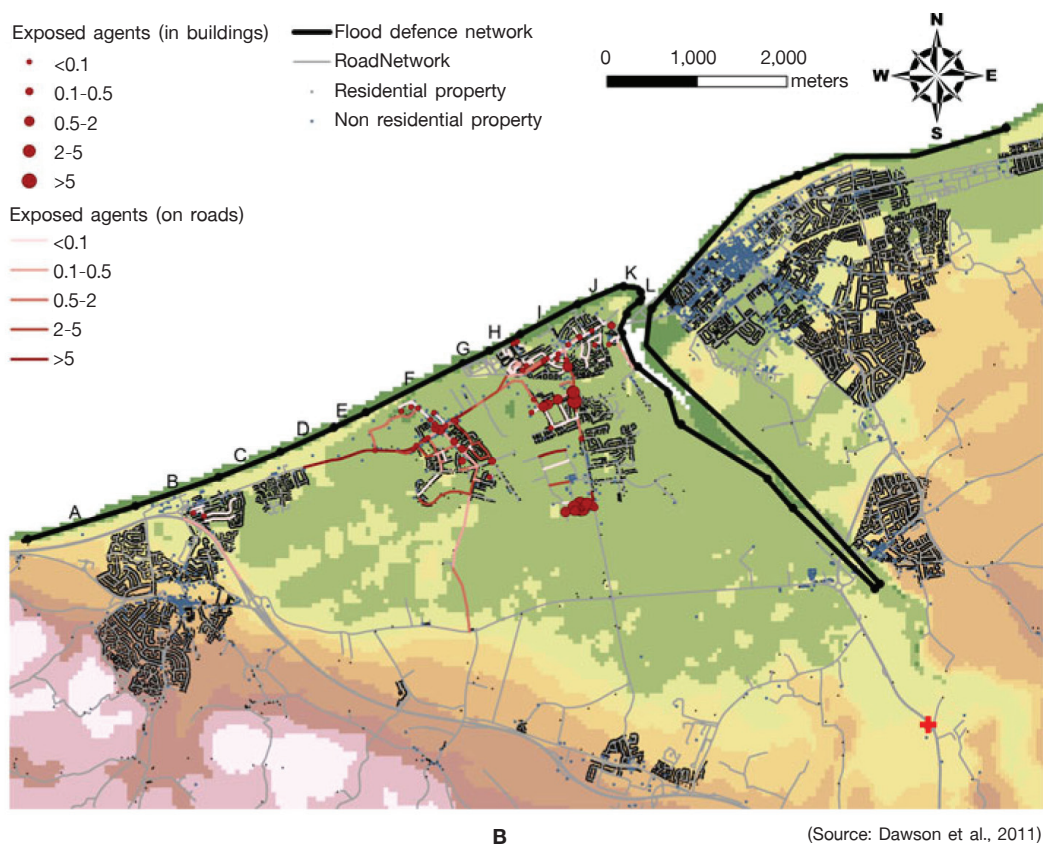 Exposed agents (in buildings)
<0.1
0.1-0.5
0.5-2
2-5
>5
Exposed agents (on roads)
<0.1
0.1-0.5
0.5-2
2-5
>5
Flood defence network
RoadNetwork
Residential property
Non residential property
0 1,000 2,000
meters
N
W E
S
A
B
C
D
E
F
G
H
I
J
K
L
B
(Source: Dawson et al., 2011)